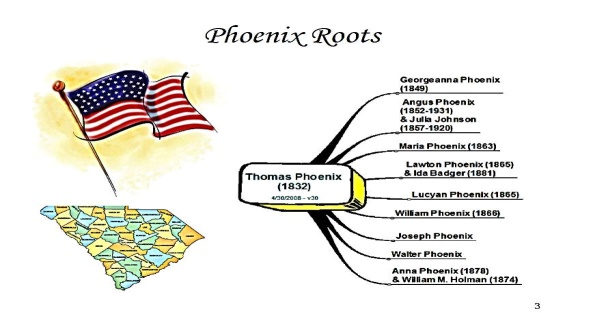 Phoenix Roots
Georgeanna Phoenix
(1849)
Angus Phoenix
(1852-1931)
& Julia Johnson
(1857-1920)
Maria Phoenix (1863)
Lawton Phoenix (1865)
& Ida Badger (1881)
Lucyan Phoenix (1865)
William Phoenix (1866)
Joseph Phoenix
Walter Phoenix
Anna Phoenix (1878)
& William M. Holman (1874)
Thomas Phoenix
(1832)
4/30/2008 - v30
3